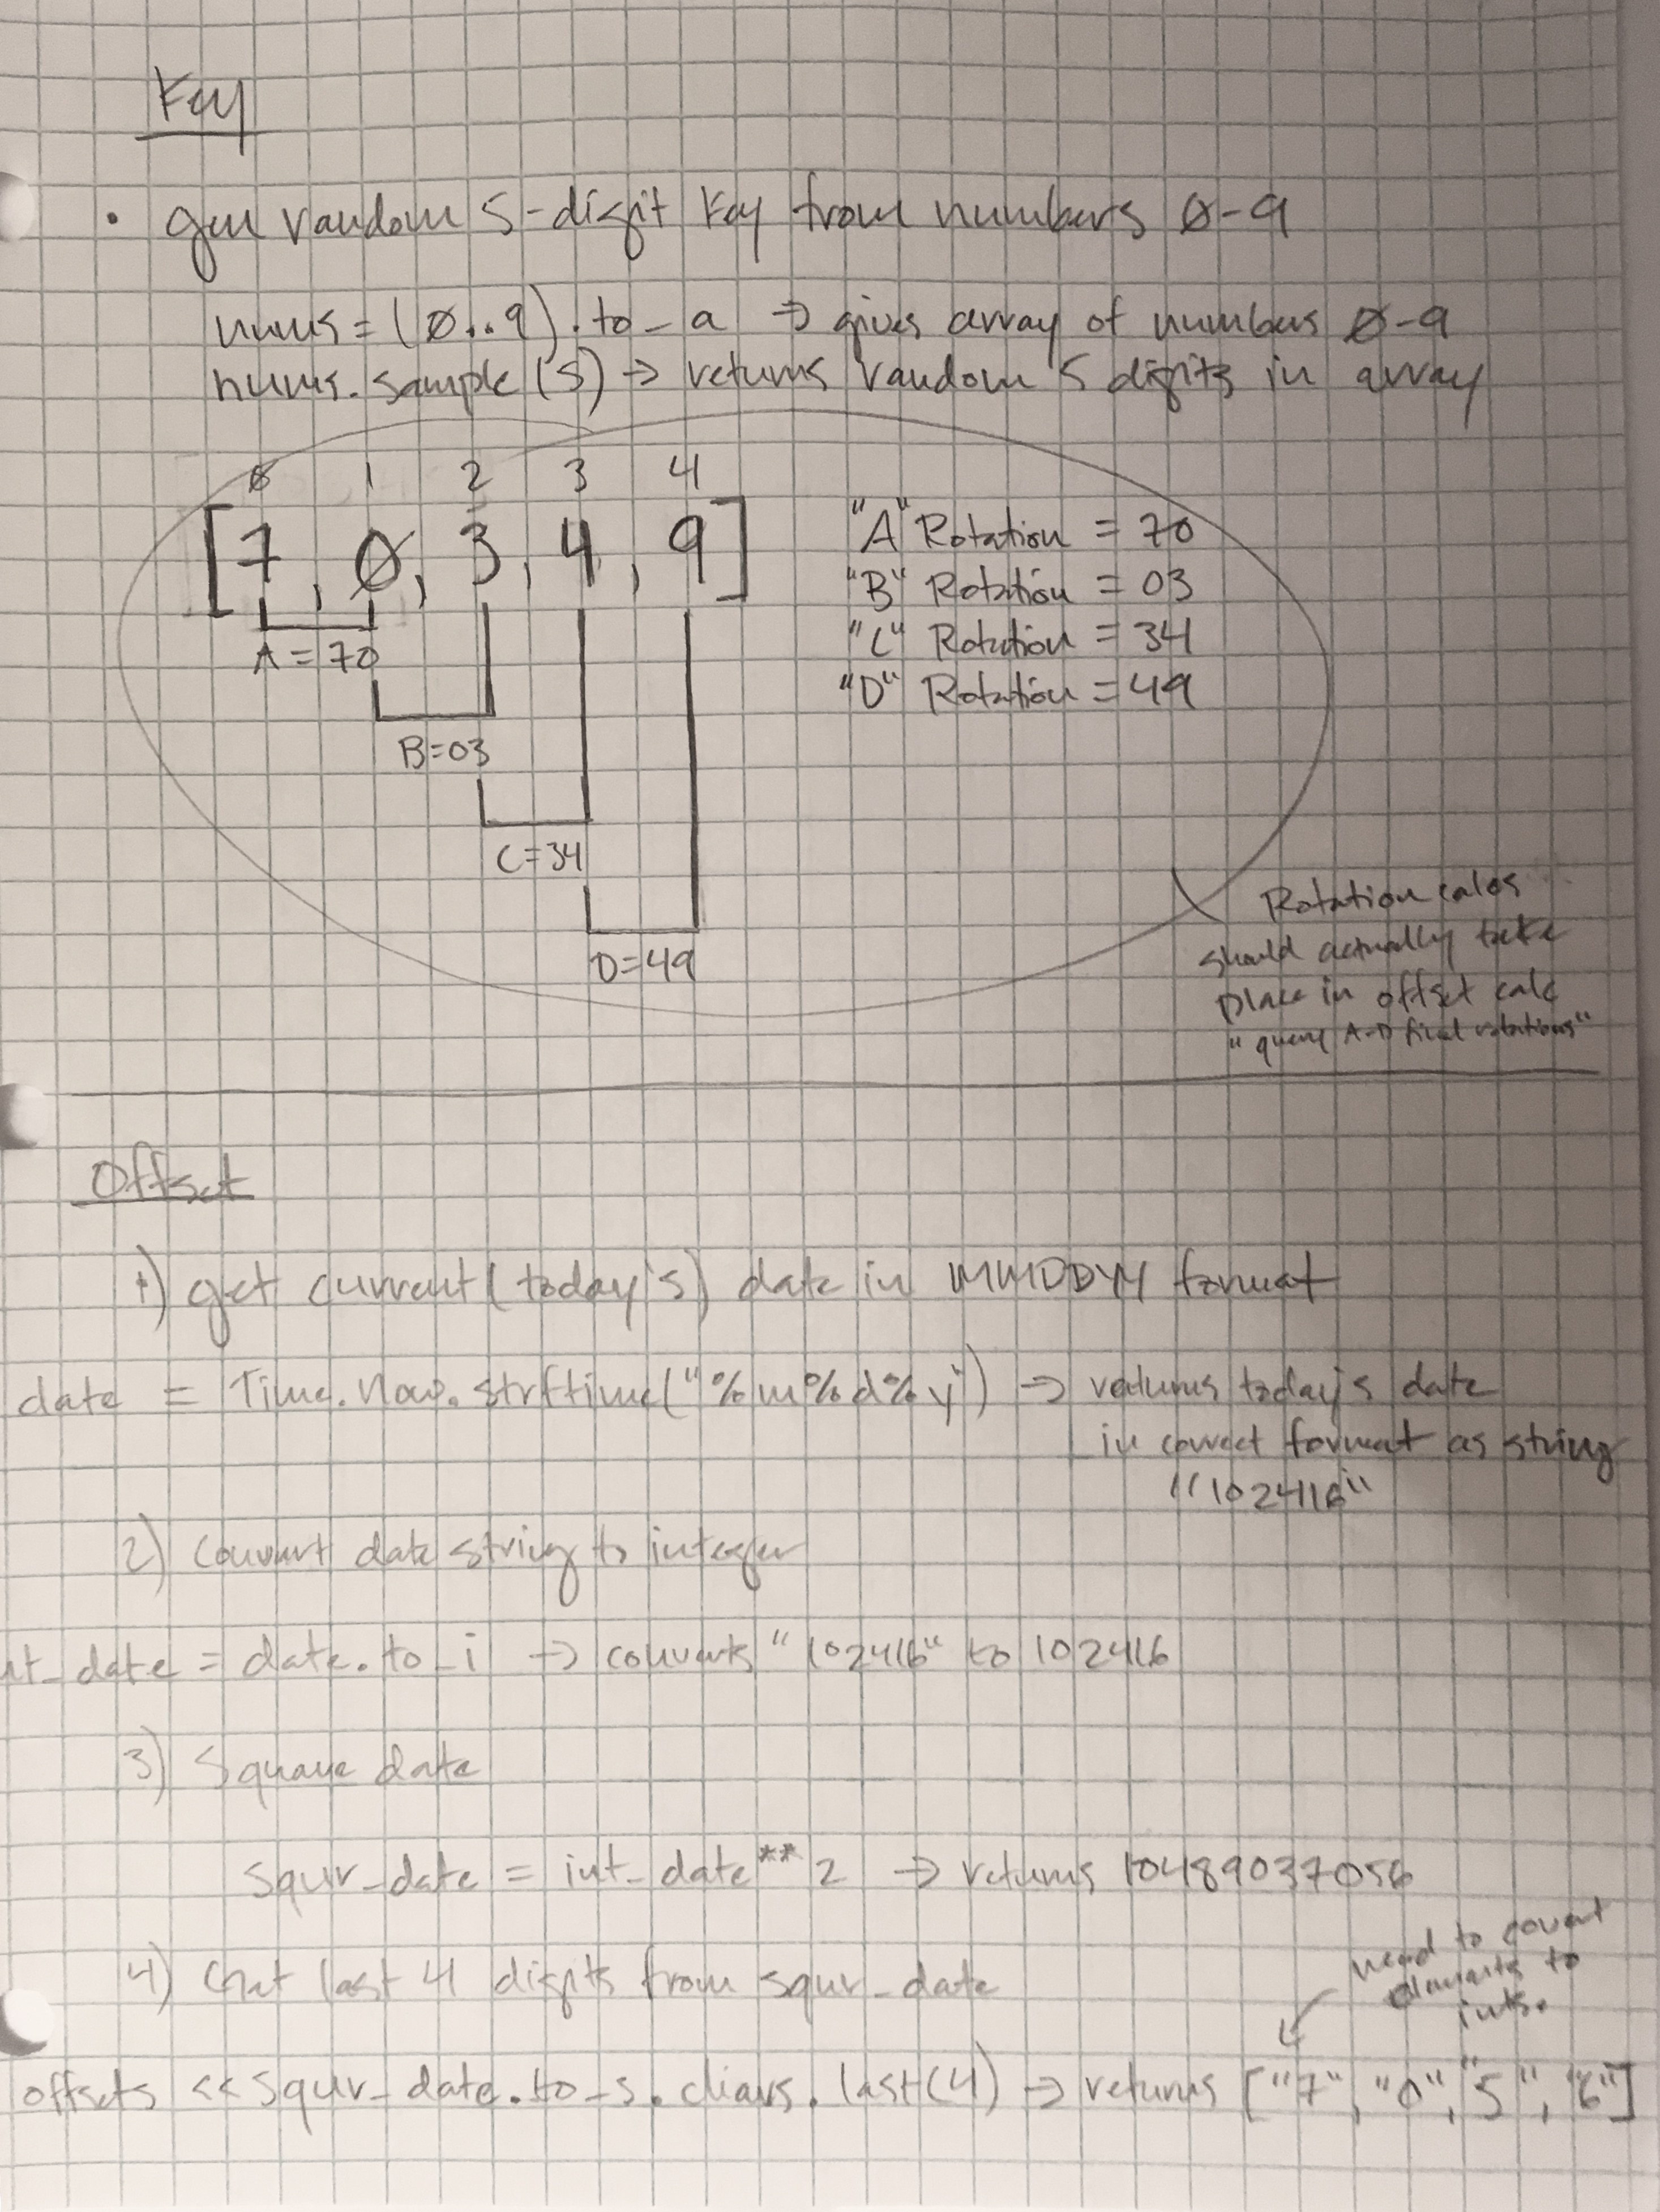 Key
• gen random 5-digit key from numbers 0-9
nums = (0..9).to_a → gives array of numbers 0-9
nums.sample(5) → returns random 5 digits in array
0 1 2 3 4
[7, 0, 3, 4, 9]
A = 70
B=03
C=34
D=49
"A" Rotation = 70
"B" Rotation = 03
"C" Rotation = 34
"D" Rotation = 49
Rotation calcs
should actually take
place in offset calc
"query A-D final rotations"
Offset
1) get current (today's) date in MMDDYY format
date = Time.now.strftime("%m%d%y") → returns today's date
in correct format as string
"102416"
2) Convert date string to integer
nt_date = date.to_i → converts "102416" to 102416
3) Square date
squr_date = int_date ** 2 → returns 10489037056
4) Get last 4 digits from squr_date
need to convert
elements to
ints.
offsets << squr_date.to_s.chars.last(4) → returns ["7", "0", "5", "6"]